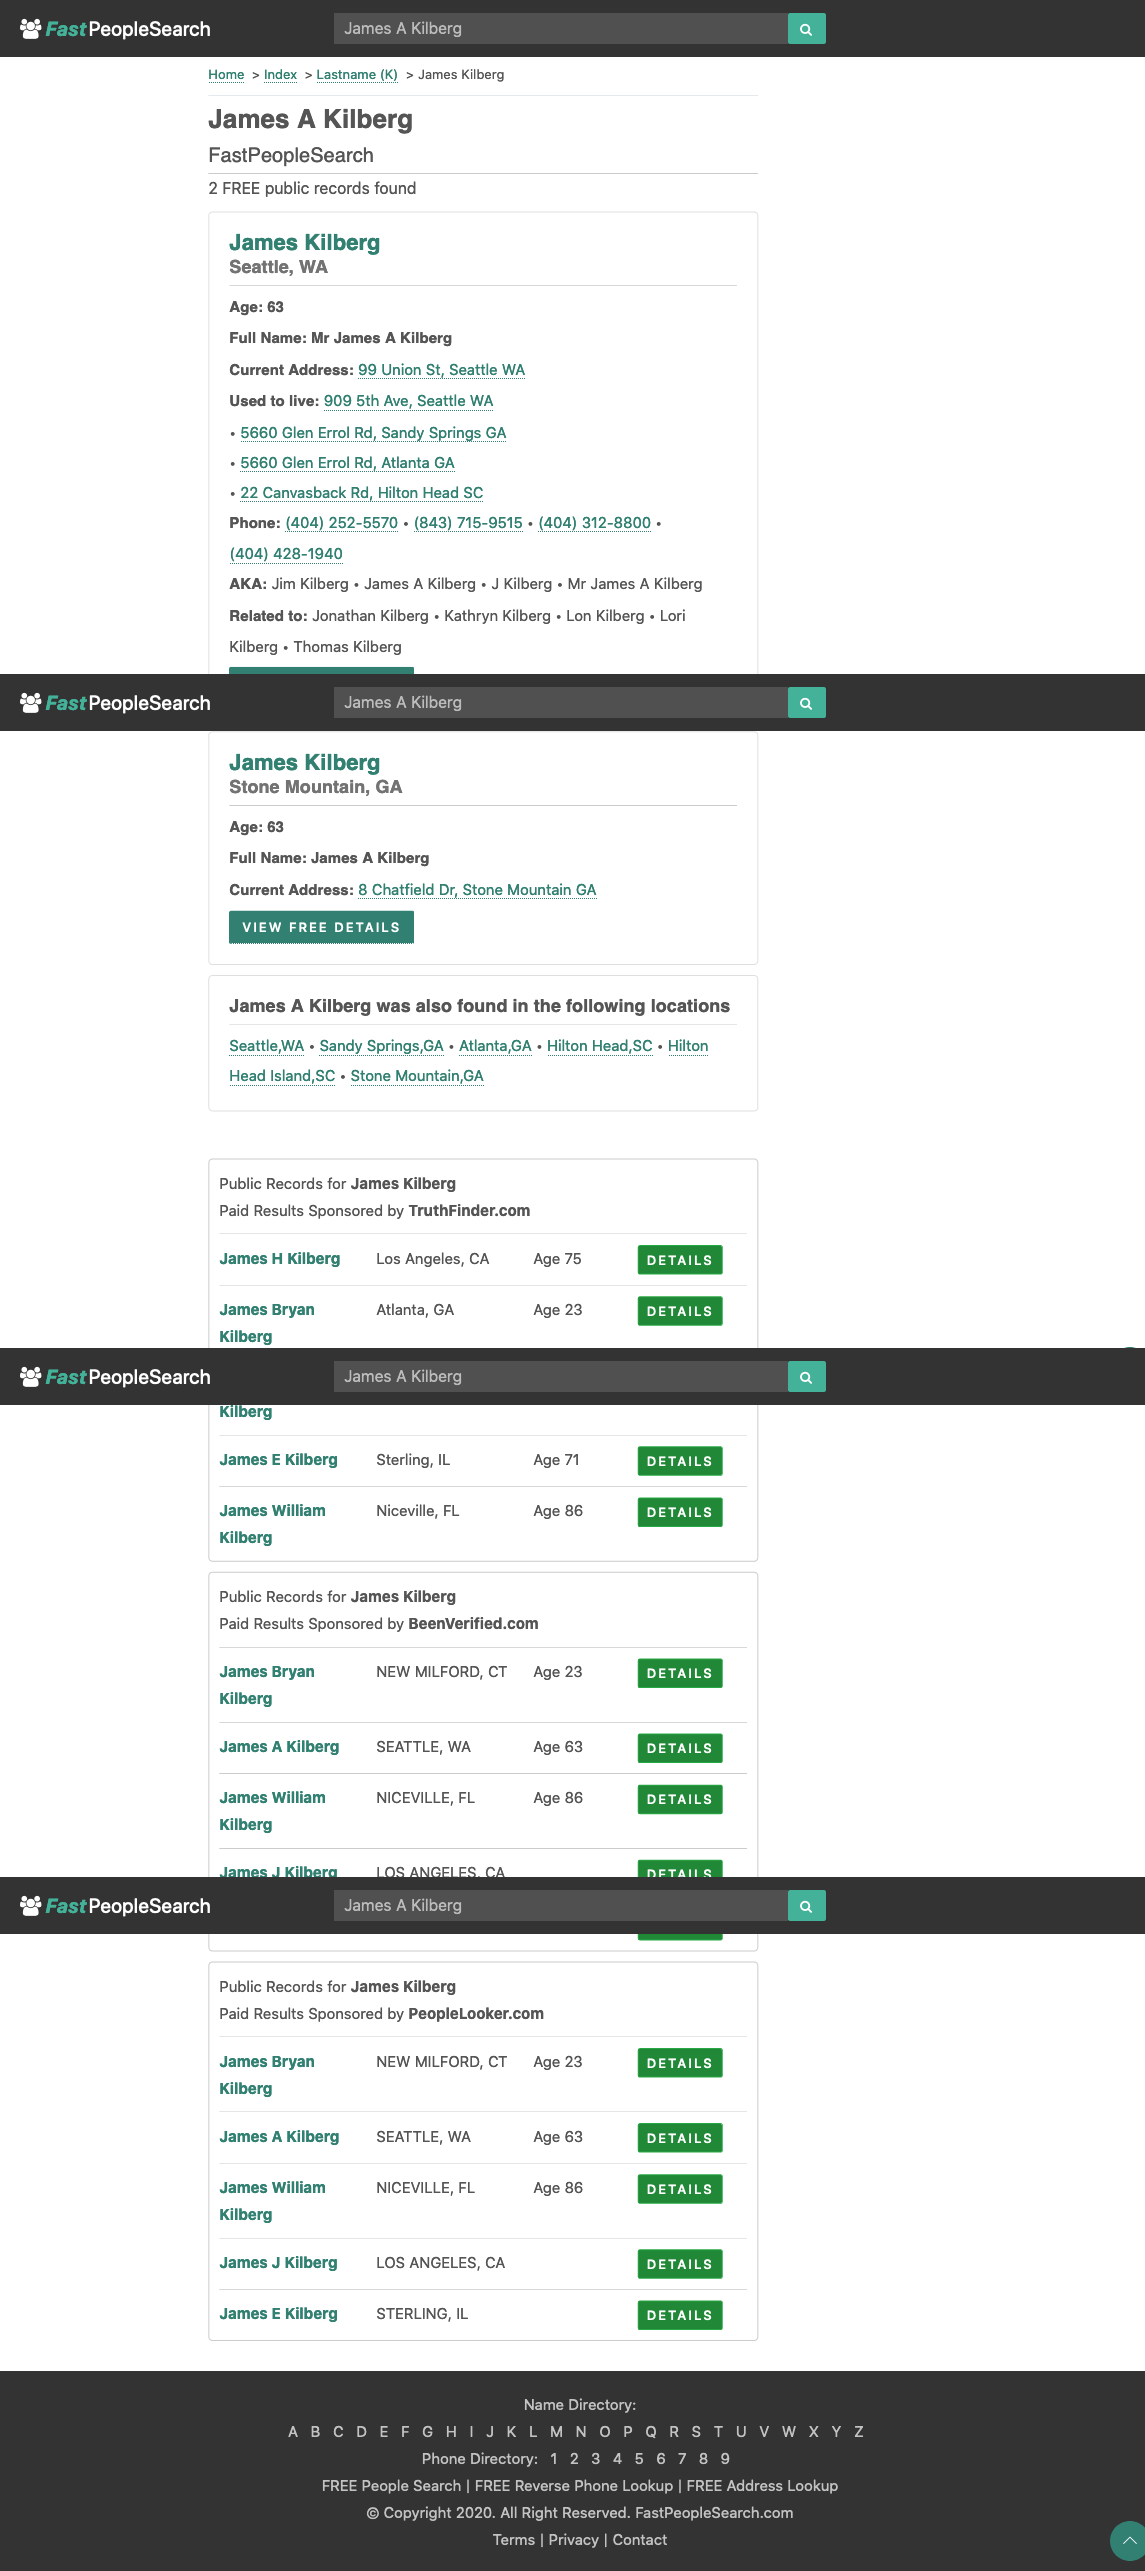 FastPeopleSearch
James A Kilberg
Home > Index > Lastname (K) > James Kilberg
James A Kilberg
FastPeopleSearch
2 FREE public records found
James Kilberg
Seattle, WA
Age: 63
Full Name: Mr James A Kilberg
Current Address: 99 Union St, Seattle WA
Used to live: 909 5th Ave, Seattle WA
• 5660 Glen Errol Rd, Sandy Springs GA
• 5660 Glen Errol Rd, Atlanta GA
• 22 Canvasback Rd, Hilton Head SC
Phone: (404) 252-5570 • (843) 715-9515 • (404) 312-8800 •
(404) 428-1940
AKA: Jim Kilberg • James A Kilberg • J Kilberg • Mr James A Kilberg
Related to: Jonathan Kilberg • Kathryn Kilberg • Lon Kilberg • Lori
Kilberg • Thomas Kilberg
FastPeopleSearch
James A Kilberg
James Kilberg
Stone Mountain, GA
Age: 63
Full Name: James A Kilberg
Current Address: 8 Chatfield Dr, Stone Mountain GA
VIEW FREE DETAILS
James A Kilberg was also found in the following locations
Seattle,WA • Sandy Springs,GA • Atlanta,GA • Hilton Head,SC • Hilton
Head Island,SC • Stone Mountain,GA
Public Records for James Kilberg
Paid Results Sponsored by TruthFinder.com
James H Kilberg Los Angeles, CA Age 75 DETAILS
James Bryan Atlanta, GA Age 23 DETAILS
Kilberg
FastPeopleSearch
James A Kilberg
Kilberg
James E Kilberg Sterling, IL Age 71 DETAILS
James William Niceville, FL Age 86 DETAILS
Kilberg
Public Records for James Kilberg
Paid Results Sponsored by BeenVerified.com
James Bryan NEW MILFORD, CT Age 23 DETAILS
Kilberg
James A Kilberg SEATTLE, WA Age 63 DETAILS
James William NICEVILLE, FL Age 86 DETAILS
Kilberg
James J Kilberg LOS ANGELES, CA DETAILS
FastPeopleSearch
James A Kilberg
Public Records for James Kilberg
Paid Results Sponsored by PeopleLooker.com
James Bryan NEW MILFORD, CT Age 23 DETAILS
Kilberg
James A Kilberg SEATTLE, WA Age 63 DETAILS
James William NICEVILLE, FL Age 86 DETAILS
Kilberg
James J Kilberg LOS ANGELES, CA DETAILS
James E Kilberg STERLING, IL DETAILS
Name Directory:
A B C D E F G H I J K L M N O P Q R S T U V W X Y Z
Phone Directory: 1 2 3 4 5 6 7 8 9
FREE People Search | FREE Reverse Phone Lookup | FREE Address Lookup
© Copyright 2020. All Right Reserved. FastPeopleSearch.com
Terms | Privacy | Contact